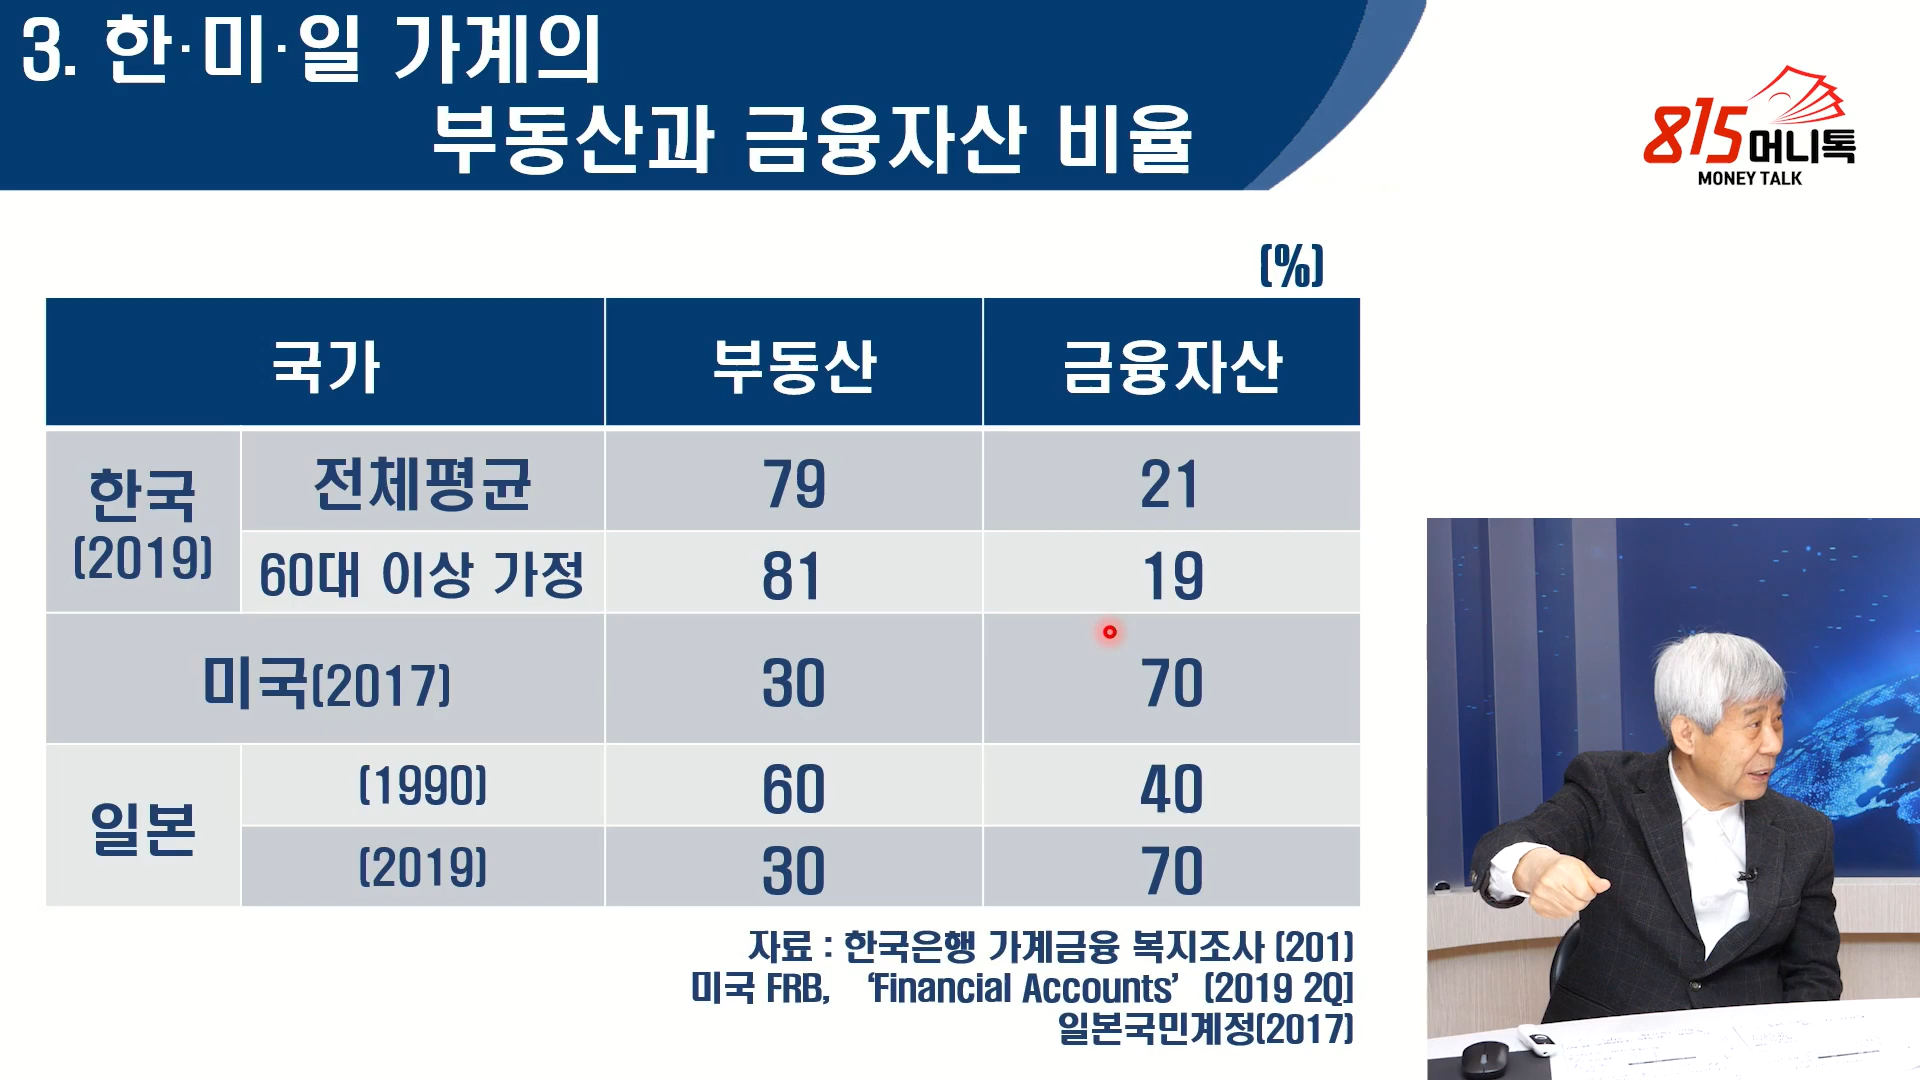 3. 한·미·일 가계의
부동산과 금융자산 비율
815머니톡
MONEY TALK
(%)
국가 부동산 금융자산
한국 (2019) 전체평균 79 21
60대 이상 가정 81 19
미국(2017) 30 70
일본 (1990) 60 40
(2019) 30 70
자료 : 한국은행 가계금융 복지조사 (201)
미국 FRB, ‘Financial Accounts’ (2019 2Q]
일본국민계정(2017)